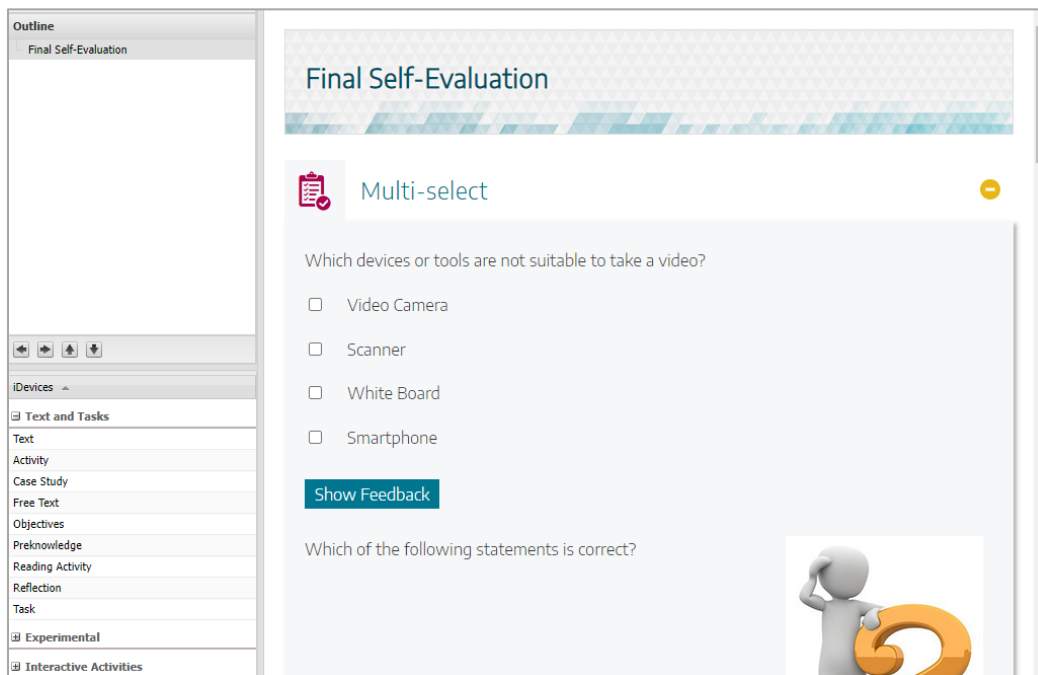 Outline
Final Self-Evaluation
iDevices
Text and Tasks
Text
Activity
Case Study
Free Text
Objectives
Preknowledge
Reading Activity
Reflection
Task
Experimental
Interactive Activities
Final Self-Evaluation
Multi-select
Which devices or tools are not suitable to take a video?
Video Camera
Scanner
White Board
Smartphone
Show Feedback
Which of the following statements is correct?